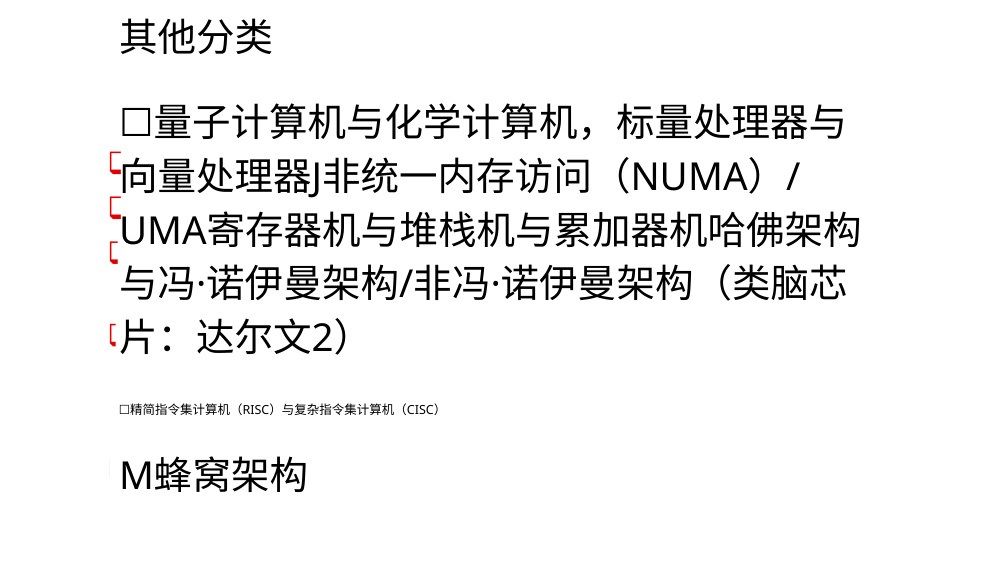 其他分类
☐量子计算机与化学计算机，标量处理器与
向量处理器J非统一内存访问（NUMA）/
UMA寄存器机与堆栈机与累加器机哈佛架构
与冯·诺伊曼架构/非冯·诺伊曼架构（类脑芯
片：达尔文2）
☐精简指令集计算机（RISC）与复杂指令集计算机（CISC）
M蜂窝架构